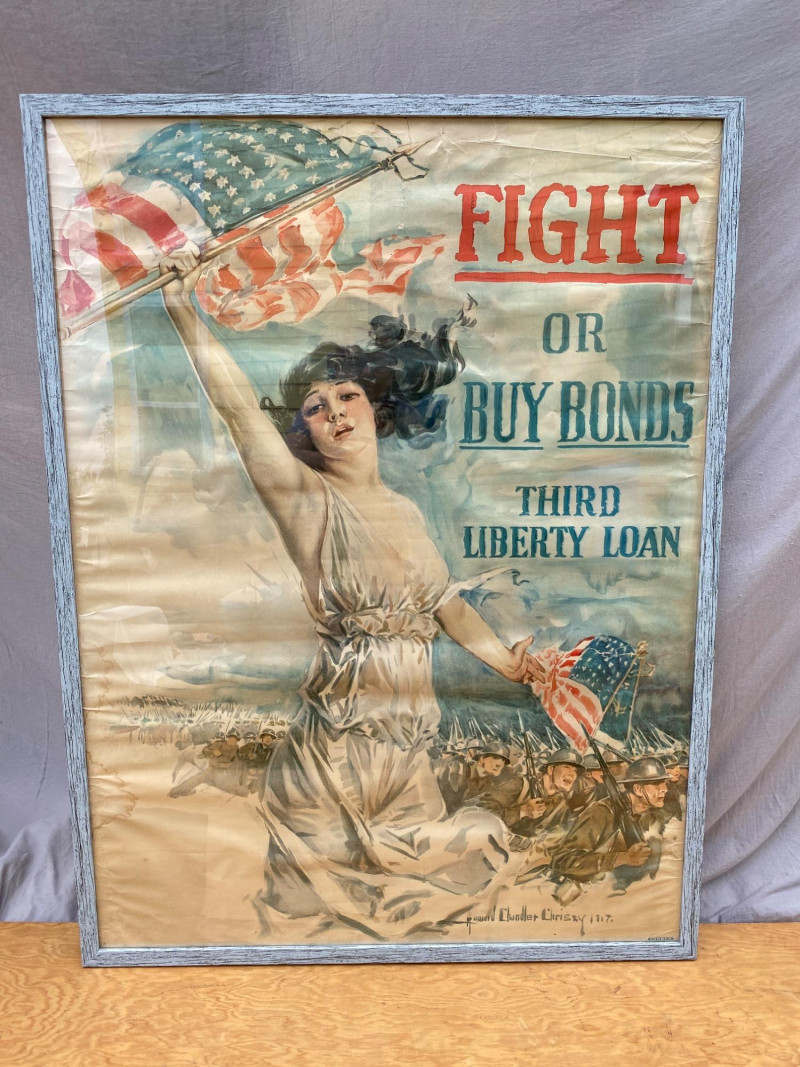 FIGHT
OR
BUY BONDS
THIRD
LIBERTY LOAN
Howard Chandler Christy 1917.